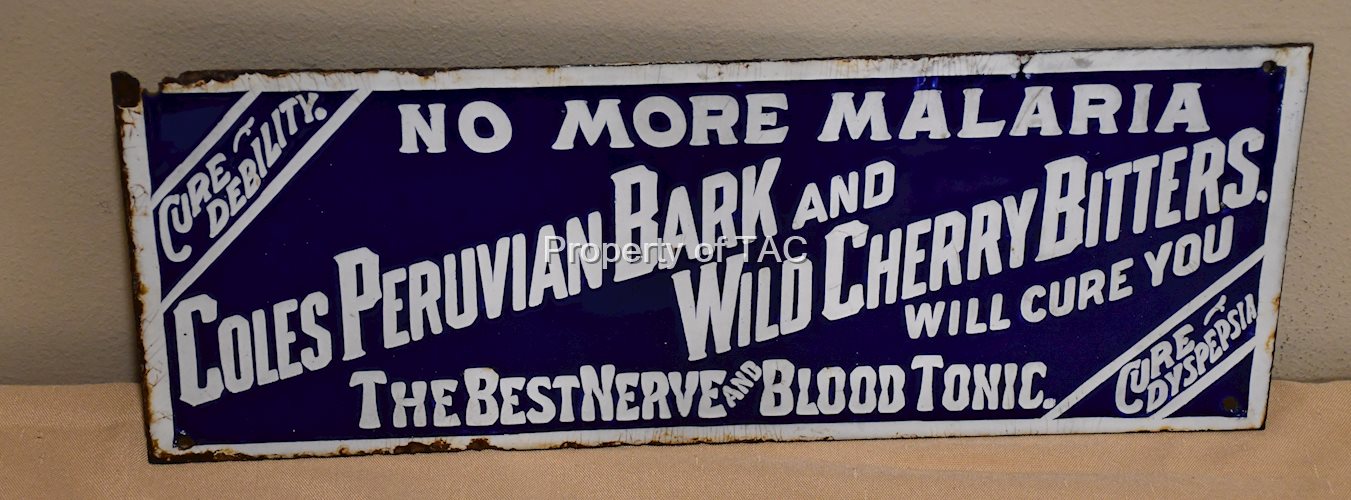 NO MORE MALARIA
CURE
DEBILITY.
COLES PERUVIAN BARK AND
WILD CHERRY BITTERS.
WILL CURE YOU
THE BEST NERVE AND BLOOD TONIC.
CURE
DYSPEPSIA
Property of TAC